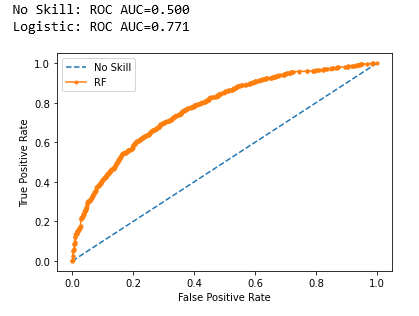 No Skill: ROC AUC=0.500
Logistic: ROC AUC=0.771
1.0
0.8
0.6
0.4
0.2
0.0
True Positive Rate
No Skill
RF
0.0 0.2 0.4 0.6 0.8 1.0
False Positive Rate